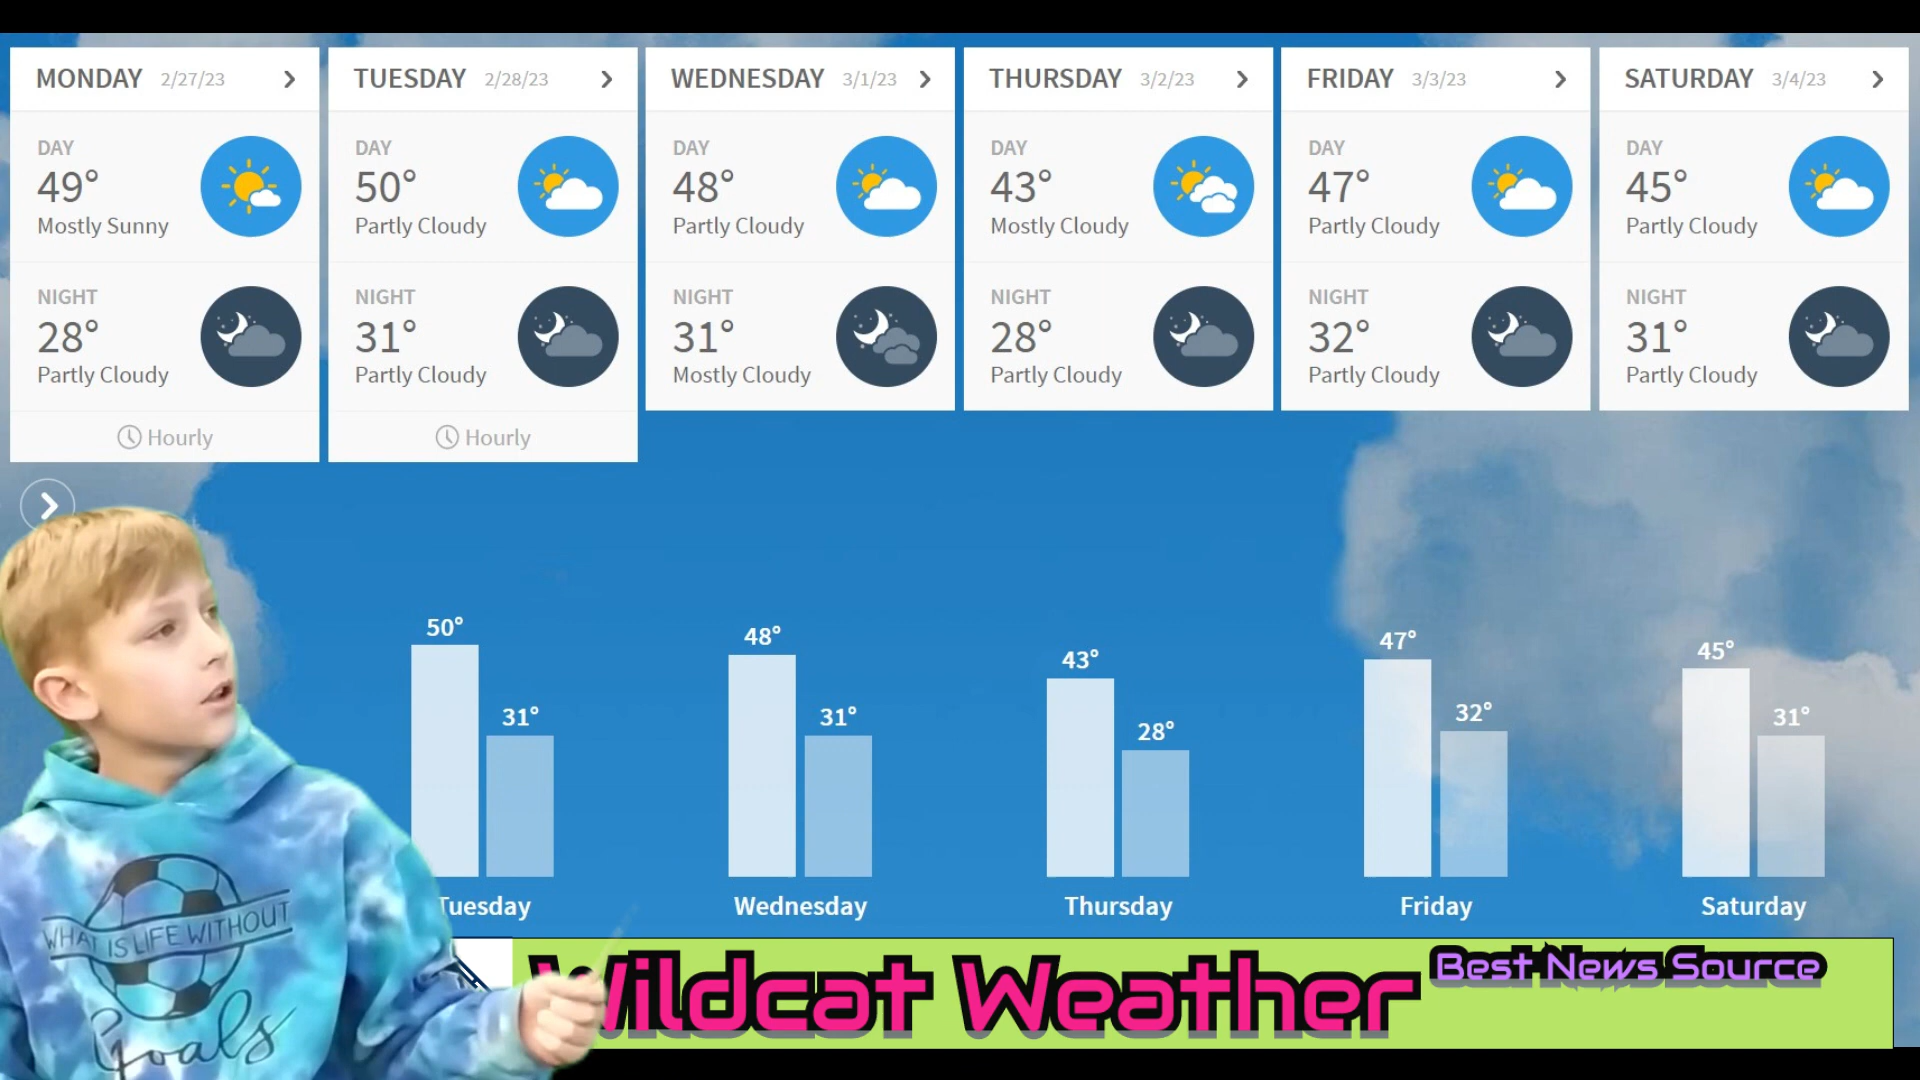 MONDAY 2/27/23
DAY
49°
Mostly Sunny
NIGHT
28°
Partly Cloudy
Hourly
TUESDAY 2/28/23
DAY
50°
Partly Cloudy
NIGHT
31°
Partly Cloudy
Hourly
WEDNESDAY 3/1/23
DAY
48°
Partly Cloudy
NIGHT
31°
Mostly Cloudy
THURSDAY 3/2/23
DAY
43°
Mostly Cloudy
NIGHT
28°
Partly Cloudy
FRIDAY 3/3/23
DAY
47°
Partly Cloudy
NIGHT
32°
Partly Cloudy
SATURDAY 3/4/23
DAY
45°
Partly Cloudy
NIGHT
31°
Partly Cloudy
50° 31°
Tuesday
48° 31°
Wednesday
43° 28°
Thursday
47° 32°
Friday
45° 31°
Saturday
WHAT IS LIFE WITHOUT
Goals
Wildcat Weather
Best News Source